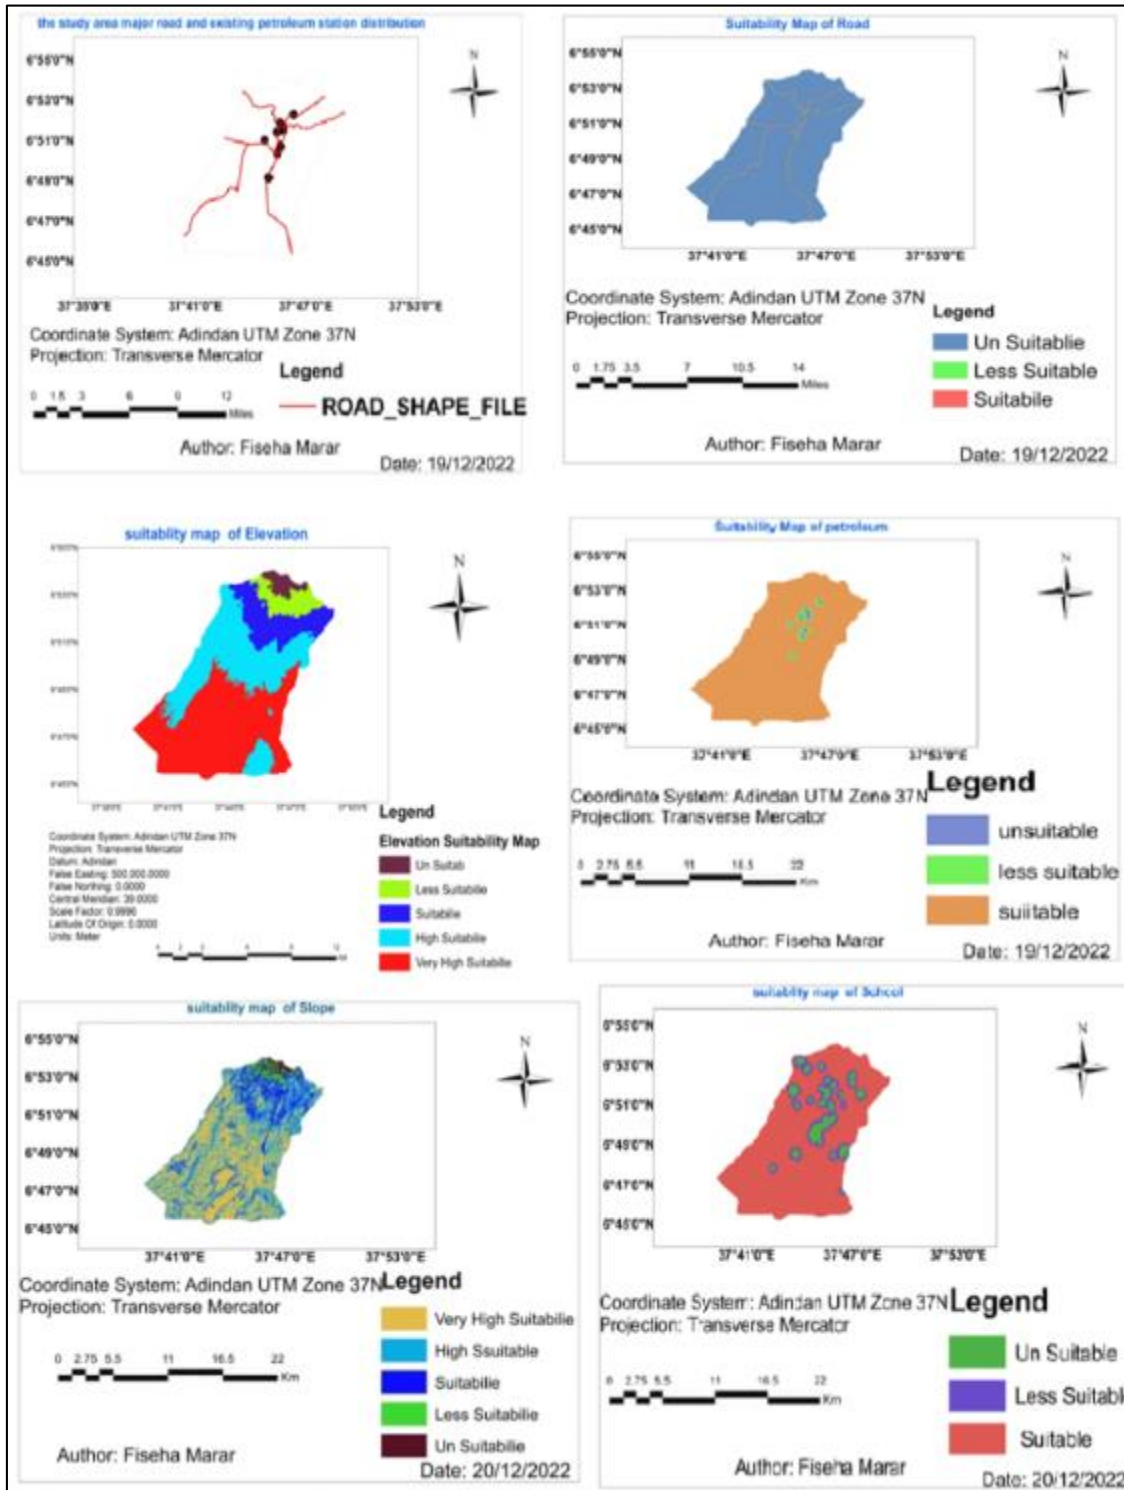 the study area major road and existing petroleum station distribution
N
6°55'0"N
6°53'0"N
6°51'0"N
6°49'0"N
6°47'0"N
6°45'0"N
37°41'0"E
37°47'0"E
37°53'0"E
Coordinate System: Adindan UTM Zone 37N
Projection: Transverse Mercator
Legend
0 1.5 3 6 9 12
Miles
ROAD_SHAPE_FILE
Author: Fiseha Marar
Date: 19/12/2022
Suitability Map of Road
N
6°55'0"N
6°53'0"N
6°51'0"N
6°49'0"N
6°47'0"N
6°45'0"N
37°41'0"E 37°47'0"E 37°53'0"E
Coordinate System: Adindan UTM Zone 37N
Projection: Transverse Mercator
Legend
Un Suitablie
Less Suitable
Suitabile
0 1.75 3.5 7 10.5 14
Miles
Author: Fiseha Marar
Date: 19/12/2022
suitablity map of Elevation
N
Legend
Elevation Suitability Map
Un Suitab
Less Suitabilie
Suitabilie
High Suitabilie
Very High Suitabilie
Coordinate System: Adindan UTM Zone 37N
Projection: Transverse Mercator
Datum: Adindan
False Easting: 500,000.0000
False Northing: 0.0000
Central Meridian: 39.0000
Scale Factor: 0.9996
Latitude Of Origin: 0.0000
Units: Meter
Suitability Map of petroleum
N
6°55'0"N
6°53'0"N
6°51'0"N
6°49'0"N
6°47'0"N
6°45'0"N
37°41'0"E 37°47'0"E 37°53'0"E
Coordinate System: Adindan UTM Zone 37N
Projection: Transverse Mercator
Legend
unsuitable
less suitable
suiitable
0 2.75 5.5 11 16.5 22
Km
Author: Fiseha Marar
Date: 19/12/2022
suitablity map of Slope
N
6°55'0"N
6°53'0"N
6°51'0"N
6°49'0"N
6°47'0"N
6°45'0"N
37°41'0"E 37°47'0"E 37°53'0"E
Coordinate System: Adindan UTM Zone 37N
Projection: Transverse Mercator
Legend
Very High Suitabilie
High Ssuitable
Suitabilie
Less Suitabilie
Un Suitabilie
0 2.75 5.5 11 16.5 22
Km
Author: Fiseha Marar
Date: 20/12/2022
suitablity map of School
N
6°55'0"N
6°53'0"N
6°51'0"N
6°49'0"N
6°47'0"N
6°45'0"N
37°41'0"E 37°47'0"E 37°53'0"E
Coordinate System: Adindan UTM Zone 37N
Projection: Transverse Mercator
Legend
Un Suitable
Less Suitabl
Suitable
0 2.75 5.5 11 16.5 22
Km
Author: Fiseha Marar
Date: 20/12/2022